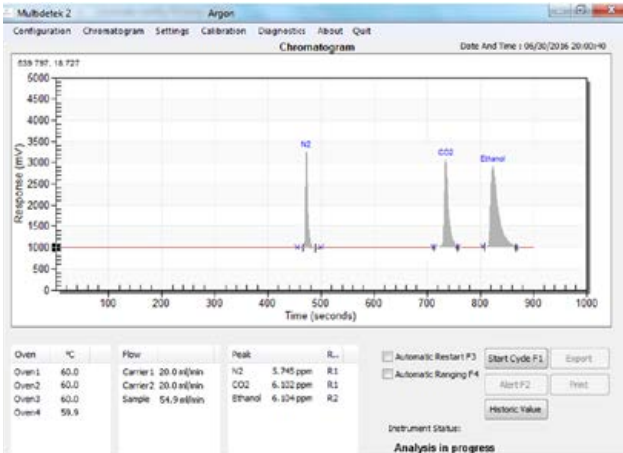 Multidetek 2 Argon
Configuration Chromatogram Settings Calibration Diagnostics About Quit
Chromatogram
Date And Time : 06/30/2016 20:00:40
539.797, 18.727
Response (mV)
5000
4500
4000
3500
3000
2500
2000
1500
1000
500
0
N2
CO2
Ethanol
100 200 300 400 500 600 700 800 900 1000
Time (seconds)
Oven °C
Oven1 60.0
Oven2 60.0
Oven3 60.0
Oven4 59.9
Flow
Carrier1 20.0 ml/min
Carrier2 20.0 ml/min
Sample 54.9 ml/min
Peak R...
N2 5.745 ppm R1
CO2 6.102 ppm R1
Ethanol 6.104 ppm R2
Automatic Restart F3
Automatic Ranging F4
Start Cycle F1
Export
Alert F2
Print
Historic Value
Instrument Status:
Analysis in progress